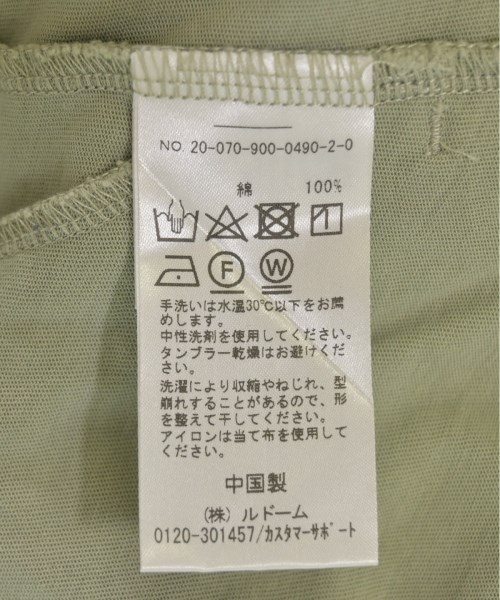 NO. 20-070-900-0490-2-0
綿 100%
F W
手洗いは水温30℃以下をお薦
めします。
中性洗剤を使用してください。
タンブラー乾燥はお避けくださ
い。
洗濯により収縮やねじれ、型
崩れすることがあるので、形
を整えて干してください。
アイロンは当て布を使用して
ください。
中国製
(株) ルドーム
0120-301457/カスタマーサポート